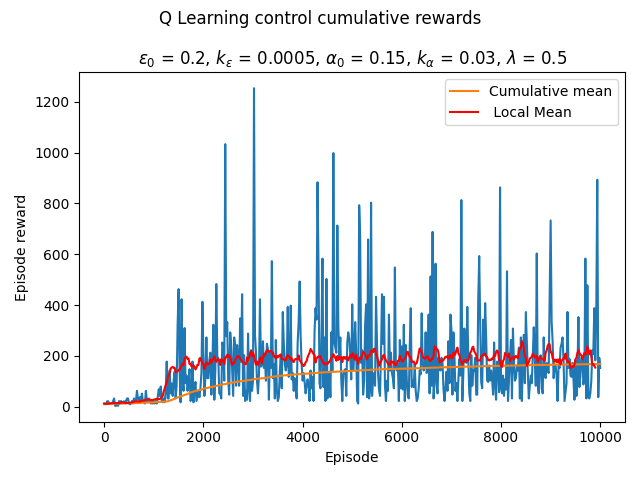 Q Learning control cumulative rewards
ε₀ = 0.2, kε = 0.0005, α₀ = 0.15, kα = 0.03, λ = 0.5
Cumulative mean
Local Mean
1200
1000
800
600
400
200
0
Episode reward
0 2000 4000 6000 8000 10000
Episode